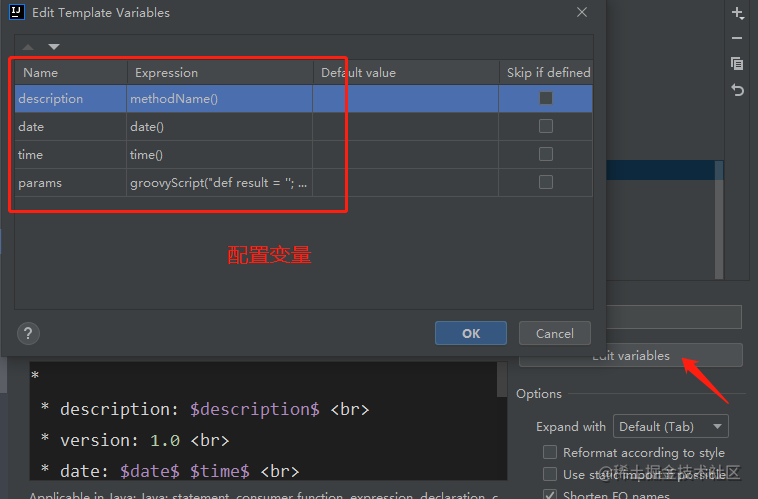 Edit Template Variables
Name Expression Default value Skip if defined
description methodName()
date date()
time time()
params groovyScript("def result = ''; ...
配置变量
? OK Cancel
Edit variables
*
* description: $description$ <br>
* version: 1.0 <br>
* date: $date$ $time$ <br>
Options
Expand with Default (Tab)
Reformat according to style
Use static import if possible
Shorten FQ names
@稀土掘金技术社区
Applicable in Java; Java: statement, consumer function, expression, declaration, c